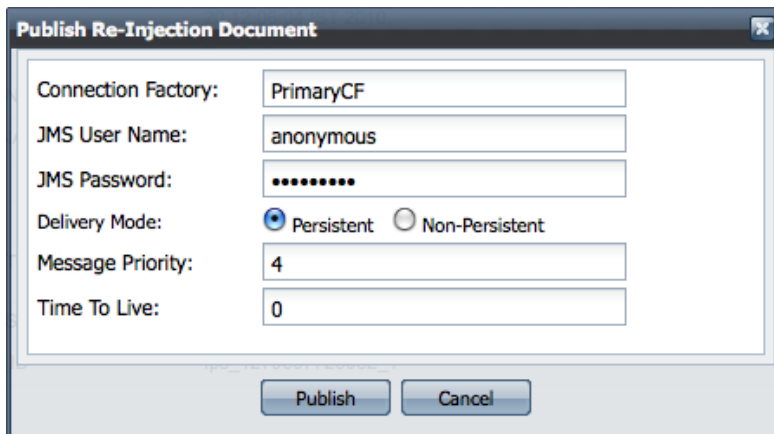 Publish Re-Injection Document
Connection Factory: PrimaryCF
JMS User Name: anonymous
JMS Password: •••••••••
Delivery Mode: Persistent Non-Persistent
Message Priority: 4
Time To Live: 0
Publish Cancel